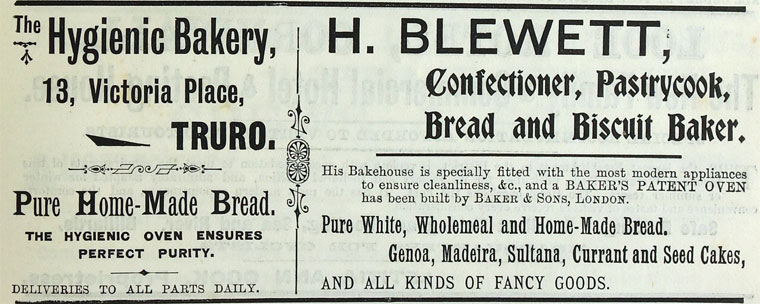 The Hygienic Bakery,
13, Victoria Place,
TRURO.
Pure Home-Made Bread.
THE HYGIENIC OVEN ENSURES
PERFECT PURITY.
DELIVERIES TO ALL PARTS DAILY.
H. BLEWETT,
Confectioner, Pastrycook,
Bread and Biscuit Baker.
His Bakehouse is specially fitted with the most modern appliances
to ensure cleanliness, &c., and a BAKER'S PATENT OVEN
has been built by BAKER & SONS, LONDON.
Pure White, Wholemeal and Home-Made Bread.
Genoa, Madeira, Sultana, Currant and Seed Cakes,
AND ALL KINDS OF FANCY GOODS.